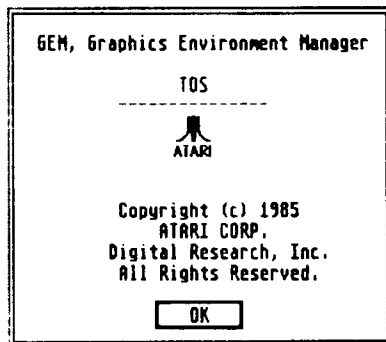 GEM, Graphics Environment Manager
TOS
--------------------
ATARI
Copyright (c) 1985
ATARI CORP.
Digital Research, Inc.
All Rights Reserved.
OK